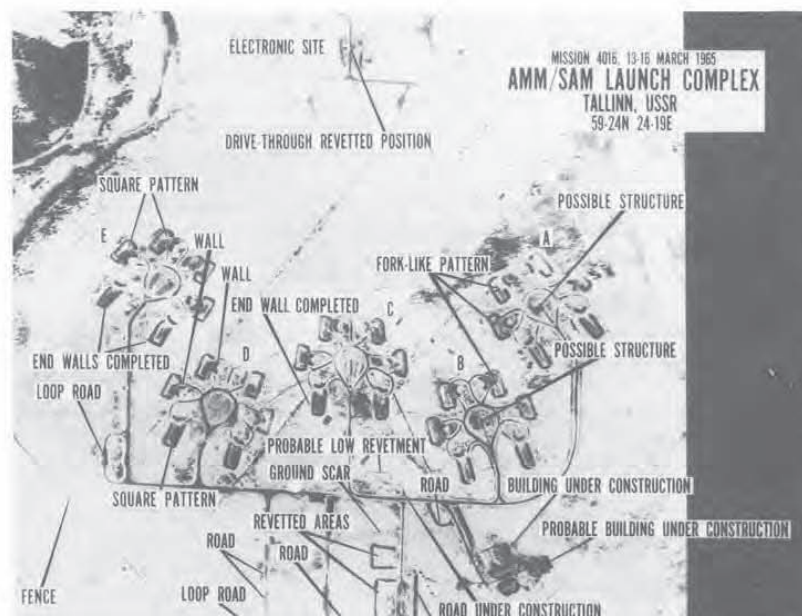 ELECTRONIC SITE
MISSION 4016, 13-16 MARCH 1965
AMM/SAM LAUNCH COMPLEX
TALLINN, USSR
59-24N 24-19E
DRIVE-THROUGH REVETTED POSITION
SQUARE PATTERN
POSSIBLE STRUCTURE
E
WALL
A
WALL
FORK-LIKE PATTERN
END WALL COMPLETED
C
END WALLS COMPLETED
D
B
POSSIBLE STRUCTURE
LOOP ROAD
PROBABLE LOW REVETMENT
GROUND SCAR
ROAD
BUILDING UNDER CONSTRUCTION
SQUARE PATTERN
REVETTED AREAS
PROBABLE BUILDING UNDER CONSTRUCTION
ROAD
ROAD
FENCE
LOOP ROAD
ROAD UNDER CONSTRUCTION